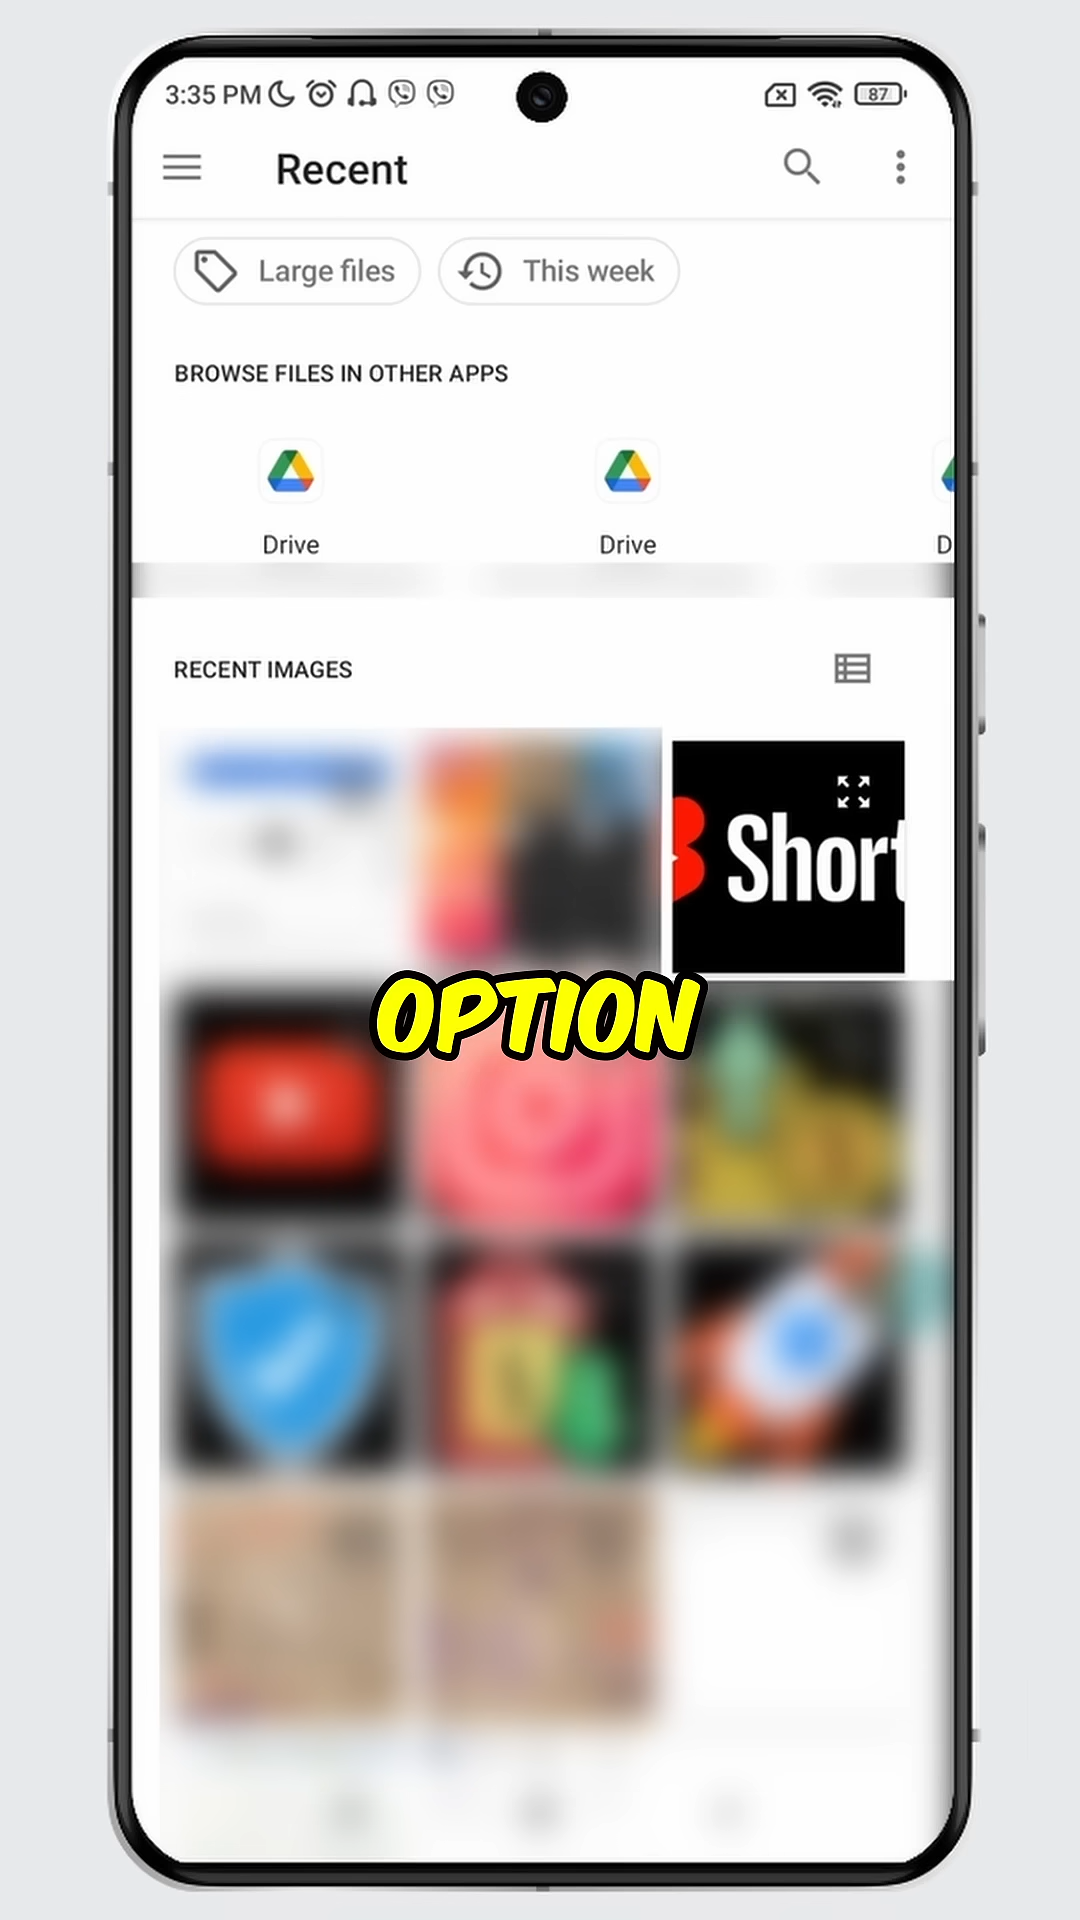 3:35 PM
87
Recent
Large files
This week
BROWSE FILES IN OTHER APPS
Drive
Drive
D
RECENT IMAGES
Short
OPTION